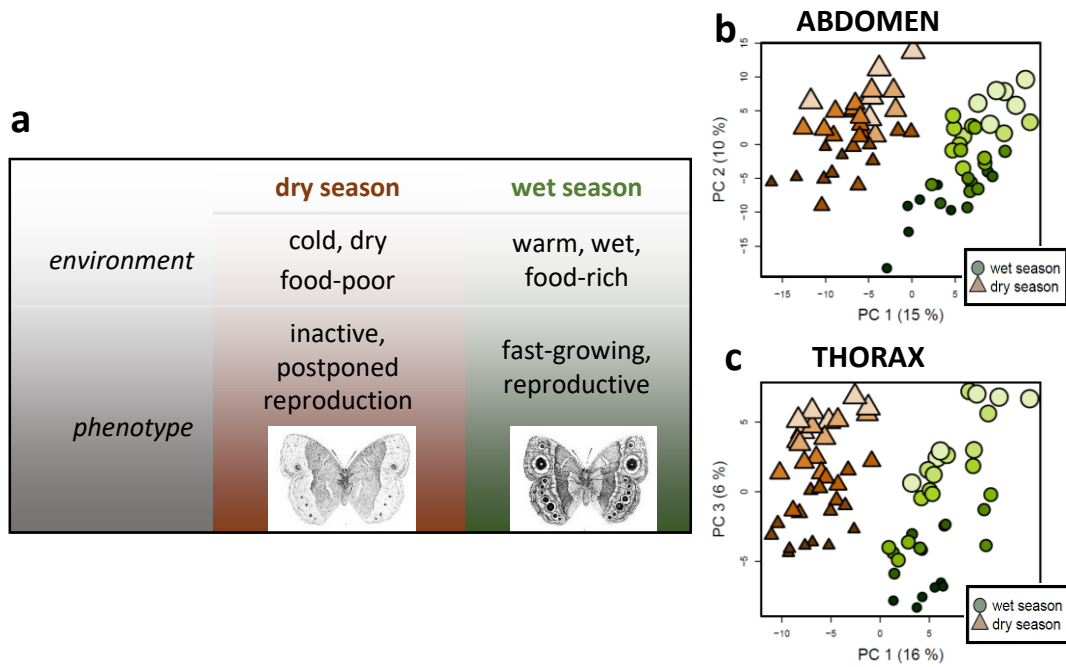 a
dry season
wet season
environment
cold, dry
food-poor
warm, wet,
food-rich
phenotype
inactive,
postponed
reproduction
fast-growing,
reproductive
b
ABDOMEN
PC 2 (10 %)
15
10
5
0
−5
−10
−15
−15
−10
−5
0
5
PC 1 (15 %)
wet season
dry season
c
THORAX
PC 3 (6 %)
5
0
−5
−10
−5
0
5
PC 1 (16 %)
wet season
dry season